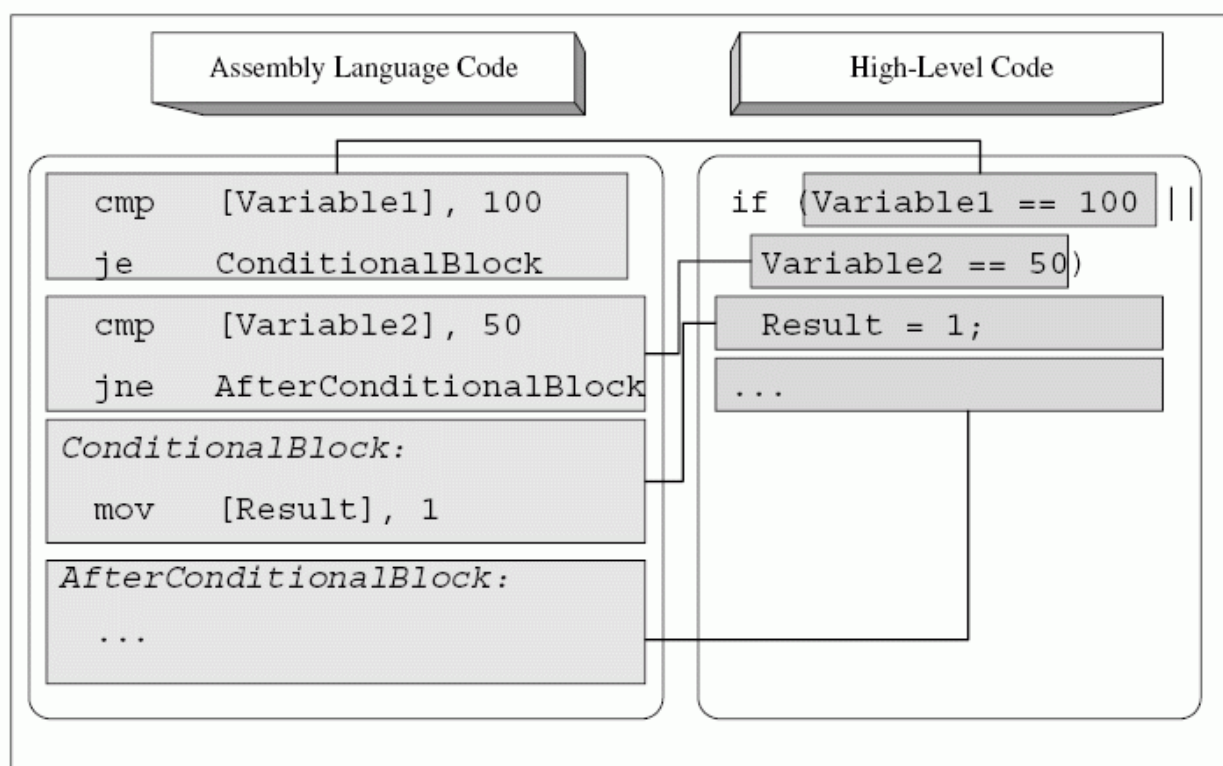 Assembly Language Code
High-Level Code
cmp [Variable1], 100
je ConditionalBlock
cmp [Variable2], 50
jne AfterConditionalBlock
ConditionalBlock:
mov [Result], 1
AfterConditionalBlock:
...
if (Variable1 == 100 ||
Variable2 == 50)
Result = 1;
...